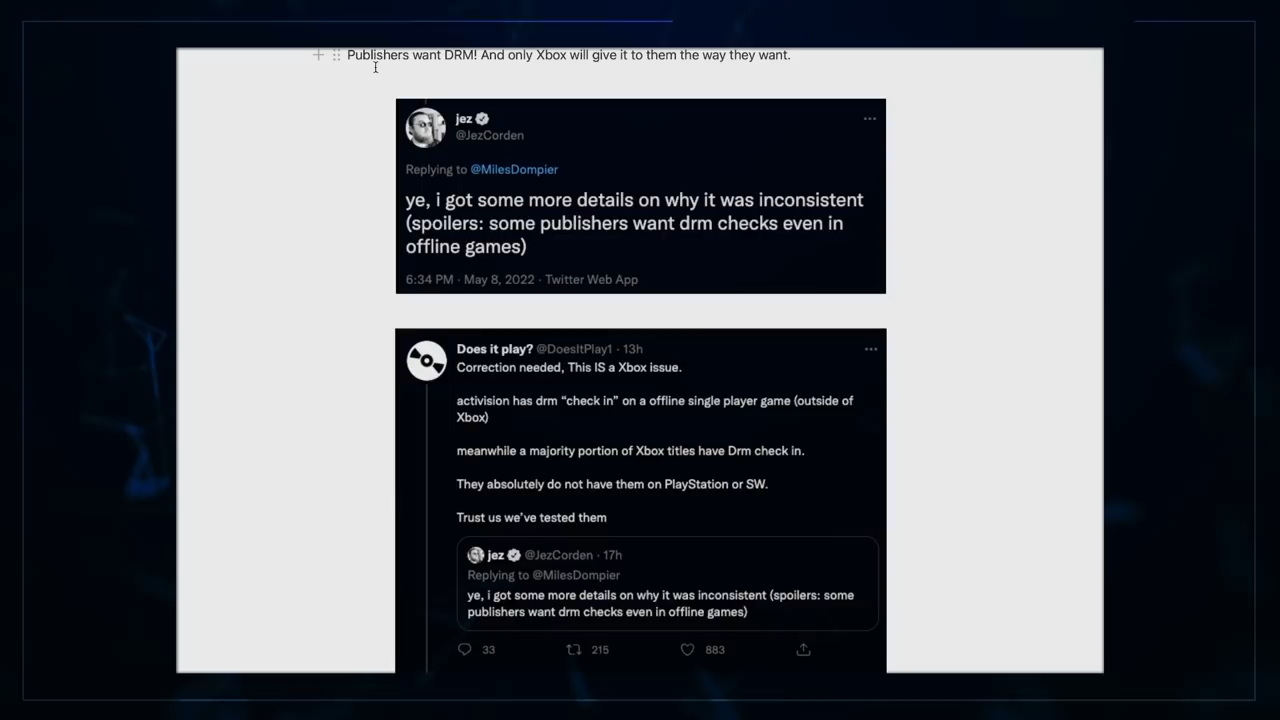 Publishers want DRM! And only Xbox will give it to them the way they want.
jez
@JezCorden
Replying to @MilesDompier
ye, i got some more details on why it was inconsistent
(spoilers: some publishers want drm checks even in
offline games)
6:34 PM · May 8, 2022 · Twitter Web App
Does it play? @DoesItPlay1 · 13h
Correction needed, This IS a Xbox issue.
activision has drm “check in” on a offline single player game (outside of
Xbox)
meanwhile a majority portion of Xbox titles have Drm check in.
They absolutely do not have them on PlayStation or SW.
Trust us we’ve tested them
jez @JezCorden · 17h
Replying to @MilesDompier
ye, i got some more details on why it was inconsistent (spoilers: some
publishers want drm checks even in offline games)
33 215 883